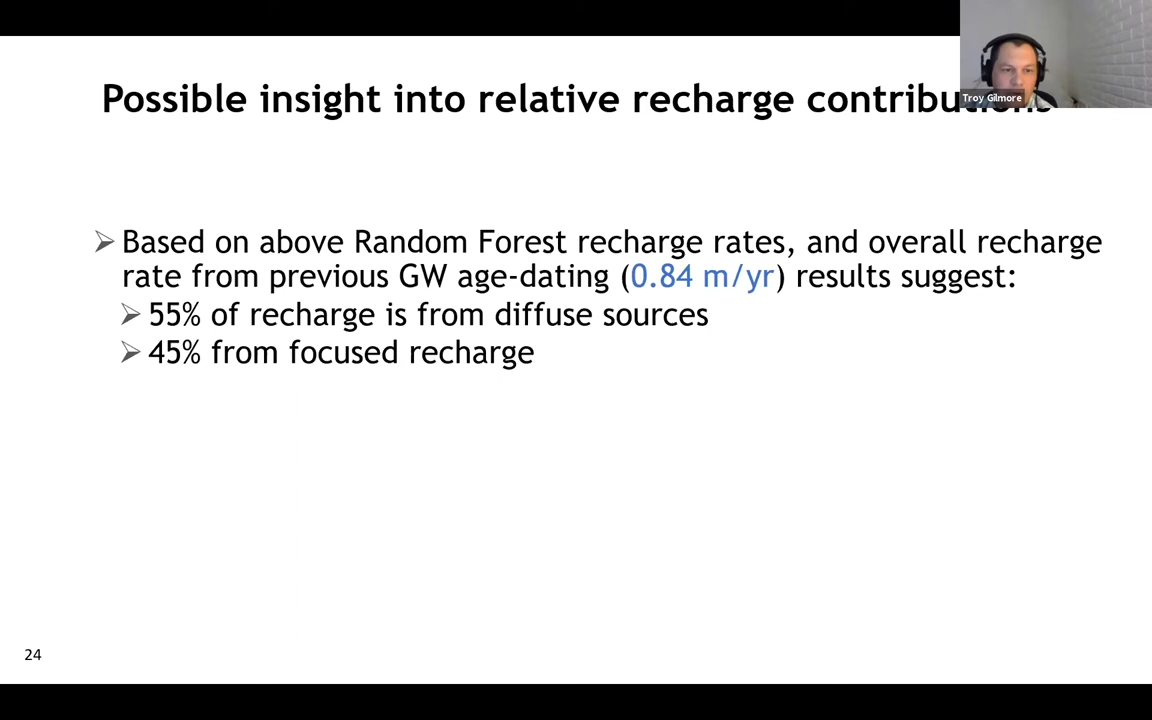 Possible insight into relative recharge
Troy Gilmore
➢ Based on above Random Forest recharge rates, and overall recharge
rate from previous GW age-dating (0.84 m/yr) results suggest:
➢ 55% of recharge is from diffuse sources
➢ 45% from focused recharge
24